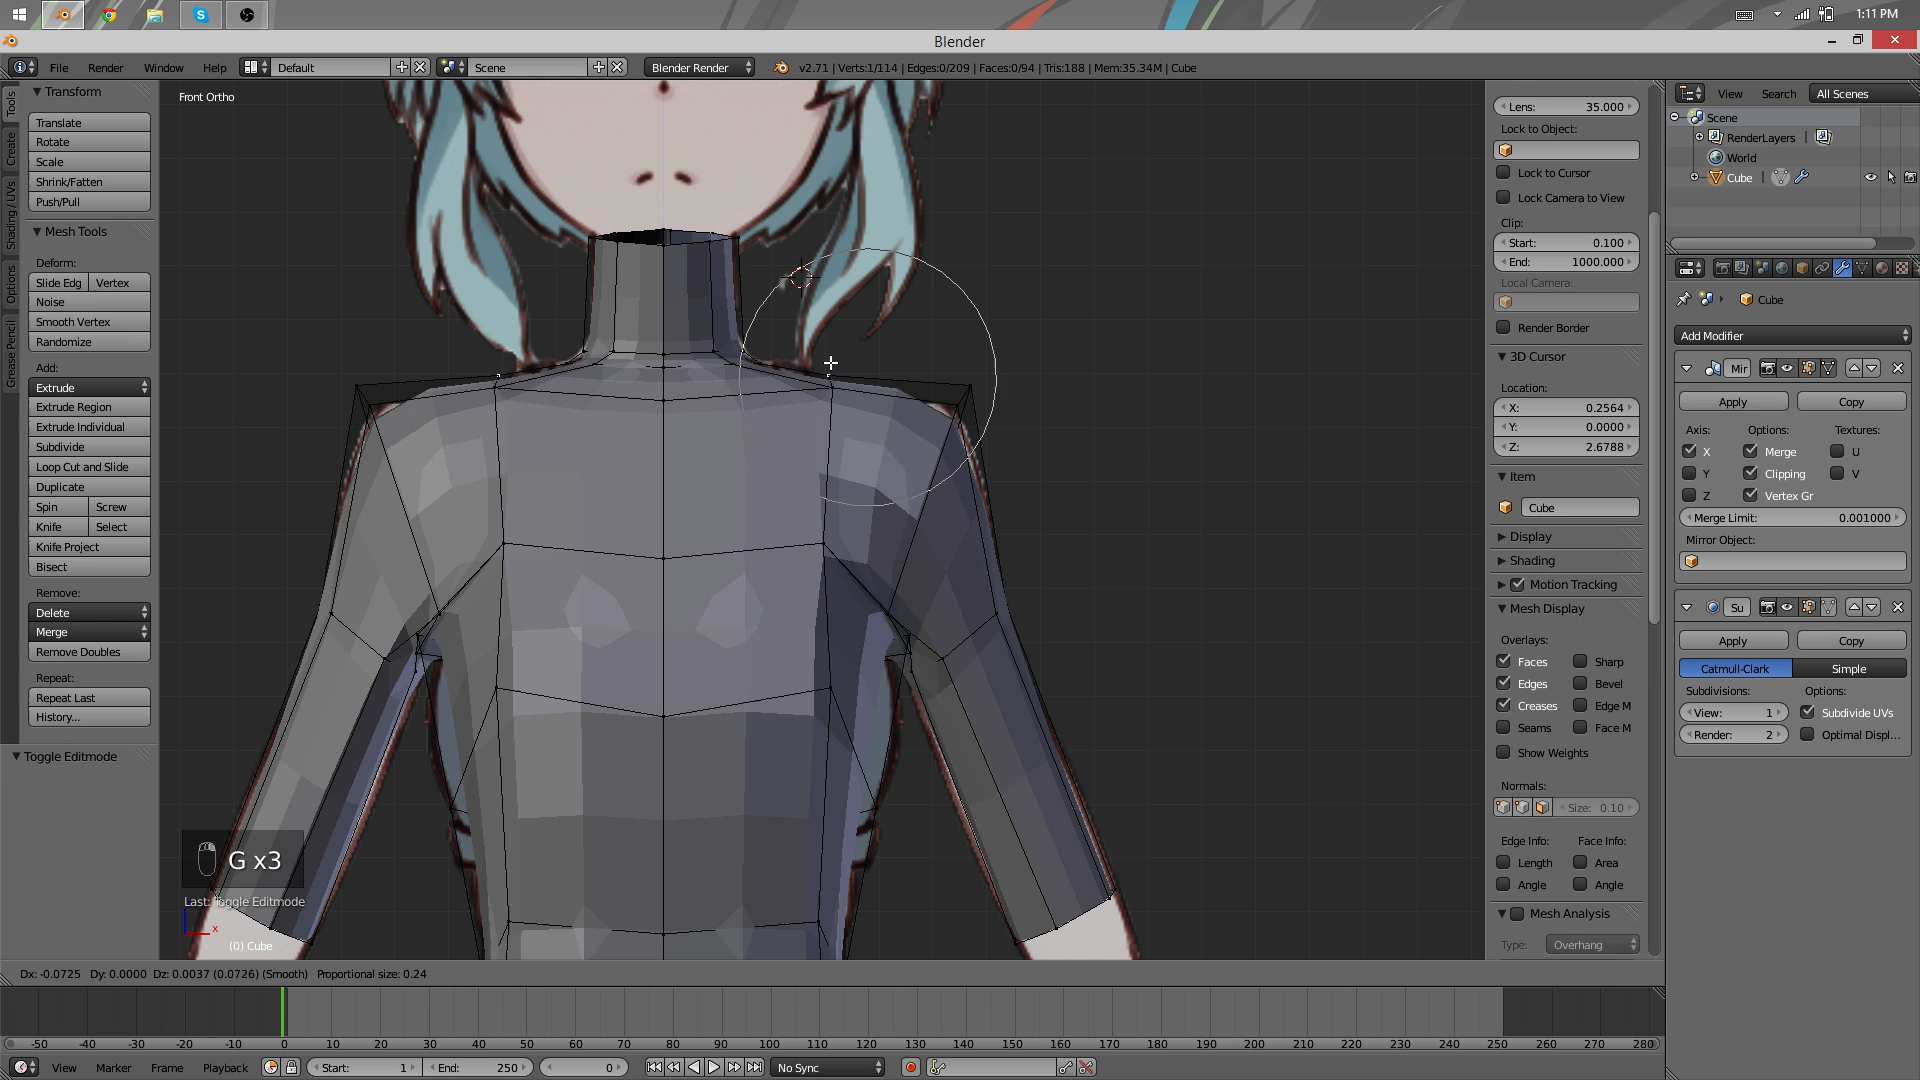 1:11 PM
Blender
File Render Window Help Default Scene Blender Render v2.71 | Verts:1/114 | Edges:0/209 | Faces:0/94 | Tris:188 | Mem:35.34M | Cube
Tools
Create
Shading / UVs
Options
Grease Pencil
Transform
Translate
Rotate
Scale
Shrink/Fatten
Push/Pull
Mesh Tools
Deform:
Slide Edg Vertex
Noise
Smooth Vertex
Randomize
Add:
Extrude
Extrude Region
Extrude Individual
Subdivide
Loop Cut and Slide
Duplicate
Spin Screw
Knife Select
Knife Project
Bisect
Remove:
Delete
Merge
Remove Doubles
Repeat:
Repeat Last
History...
Toggle Editmode
Front Ortho
G x3
Last: Toggle Editmode
x
(0) Cube
Lens: 35.000
Lock to Object:
Lock to Cursor
Lock Camera to View
Clip:
Start: 0.100
End: 1000.000
Local Camera:
Render Border
3D Cursor
Location:
X: 0.2564
Y: 0.0000
Z: 2.6788
Item
Cube
Display
Shading
Motion Tracking
Mesh Display
Overlays:
Faces Sharp
Edges Bevel
Creases Edge M
Seams Face M
Show Weights
Normals:
Size: 0.10
Edge Info: Face Info:
Length Area
Angle Angle
Mesh Analysis
Type: Overhang
View Search All Scenes
Scene
RenderLayers |
World
Cube |
Cube
Add Modifier
Mir
Apply Copy
Axis: Options: Textures:
X Merge U
Y Clipping V
Z Vertex Gr
Merge Limit: 0.001000
Mirror Object:
Su
Apply Copy
Catmull-Clark Simple
Subdivisions: Options:
View: 1 Subdivide UVs
Render: 2 Optimal Displ...
Dx: -0.0725 Dy: 0.0000 Dz: 0.0037 (0.0726) (Smooth) Proportional size: 0.24
-50 -40 -30 -20 -10 0 10 20 30 40 50 60 70 80 90 100 110 120 130 140 150 160 170 180 190 200 210 220 230 240 250 260 270 280
View Marker Frame Playback Start: 1 End: 250 0 No Sync